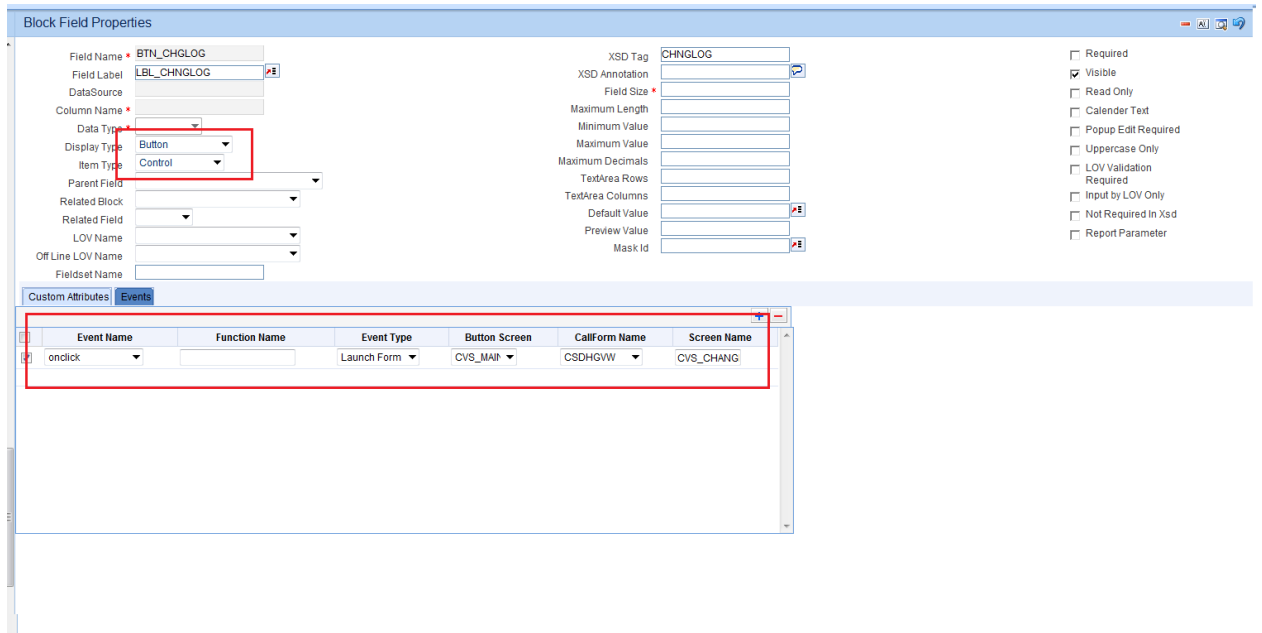 Block Field Properties
Field Name * BTN_CHGLOG
Field Label LBL_CHNGLOG
DataSource
Column Name *
Data Type *
Display Type Button
Item Type Control
Parent Field
Related Block
Related Field
LOV Name
Off Line LOV Name
Fieldset Name
XSD Tag CHNGLOG
XSD Annotation
Field Size *
Maximum Length
Minimum Value
Maximum Value
Maximum Decimals
TextArea Rows
TextArea Columns
Default Value
Preview Value
Mask Id
Required
Visible
Read Only
Calender Text
Popup Edit Required
Uppercase Only
LOV Validation
Required
Input by LOV Only
Not Required In Xsd
Report Parameter
Custom Attributes Events
Event Name Function Name Event Type Button Screen CallForm Name Screen Name
onclick Launch Form CVS_MAIN CSDHGVW CVS_CHANG